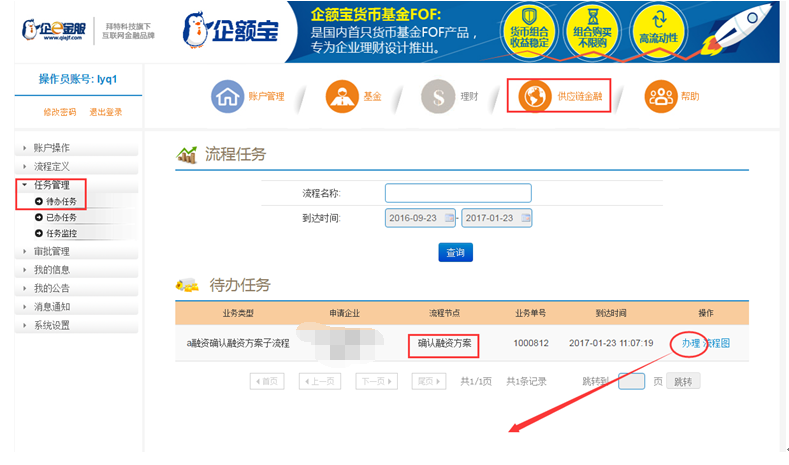 企e金服
www.qiejf.com
拜特科技旗下
互联网金融品牌
企额宝
企额宝货币基金FOF:
是国内首只货币基金FOF产品，
专为企业理财设计推出。
货币组合
收益稳定
组合购买
不限购
高流动性
操作员账号: lyq1
修改密码 退出登录
账户管理
基金
理财
供应链金融
帮助
账户操作
流程定义
任务管理
待办任务
已办任务
任务监控
审批管理
我的信息
我的公告
消息通知
系统设置
流程任务
流程名称:
到达时间: 2016-09-23 - 2017-01-23
查询
待办任务
业务类型 申请企业 流程节点 业务单号 到达时间 操作
a融资确认融资方案子流程 确认融资方案 1000812 2017-01-23 11:07:19 办理 流程图
首页 上一页 下一页 尾页 共1/1页 共1条记录 跳转到 页 跳转